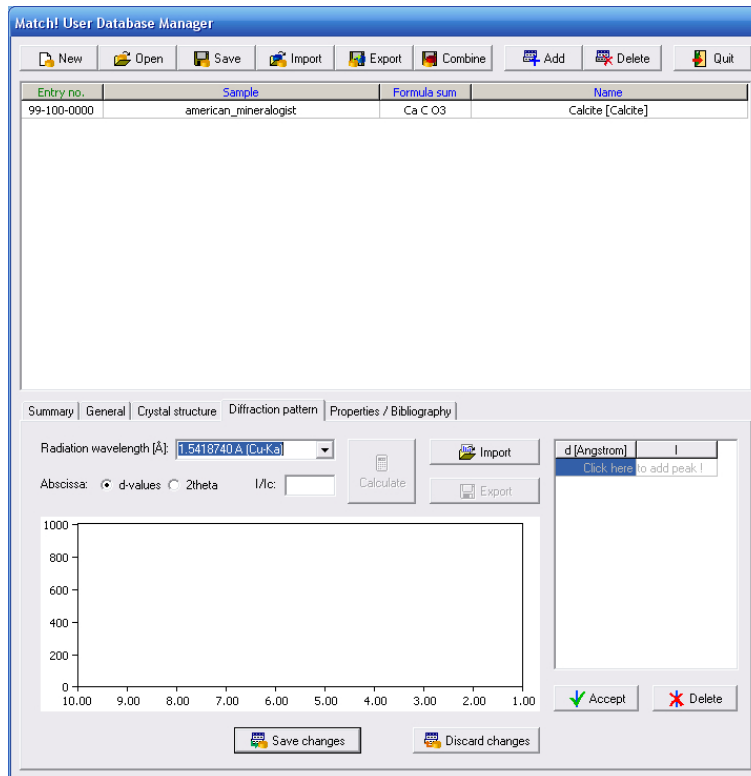 Match! User Database Manager
New Open Save Import Export Combine Add Delete Quit
Entry no. Sample Formula sum Name
99-100-0000 american_mineralogist Ca C O3 Calcite [Calcite]
Summary General Crystal structure Diffraction pattern Properties / Bibliography
Radiation wavelength [Å]: 1.5418740 A (Cu-Ka)
Abscissa: d-values 2theta I/Ic:
Calculate
Import
Export
d [Angstrom] I
Click here to add peak !
1000
800
600
400
200
0
10.00 9.00 8.00 7.00 6.00 5.00 4.00 3.00 2.00 1.00
Accept Delete
Save changes Discard changes